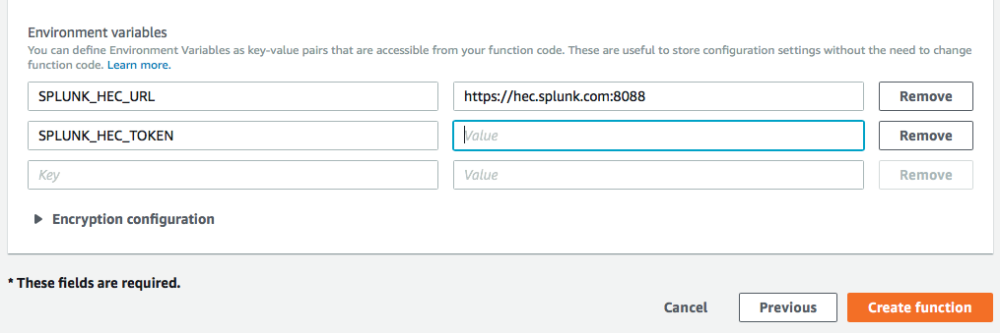 Environment variables
You can define Environment Variables as key-value pairs that are accessible from your function code. These are useful to store configuration settings without the need to change
function code. Learn more.
SPLUNK_HEC_URL https://hec.splunk.com:8088 Remove
SPLUNK_HEC_TOKEN Value Remove
Key Value Remove
Encryption configuration
* These fields are required.
Cancel Previous Create function